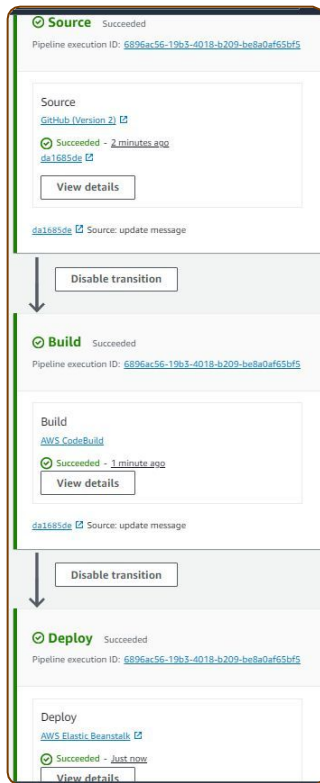 Source Succeeded
Pipeline execution ID: 6896ac56-19b3-4018-b209-be8a0af65bf5
Source
GitHub (Version 2)
Succeeded - 2 minutes ago
da1685de
View details
da1685de Source: update message
Disable transition
Build Succeeded
Pipeline execution ID: 6896ac56-19b3-4018-b209-be8a0af65bf5
Build
AWS CodeBuild
Succeeded - 1 minute ago
View details
da1685de Source: update message
Disable transition
Deploy Succeeded
Pipeline execution ID: 6896ac56-19b3-4018-b209-be8a0af65bf5
Deploy
AWS Elastic Beanstalk
Succeeded - Just now
View details